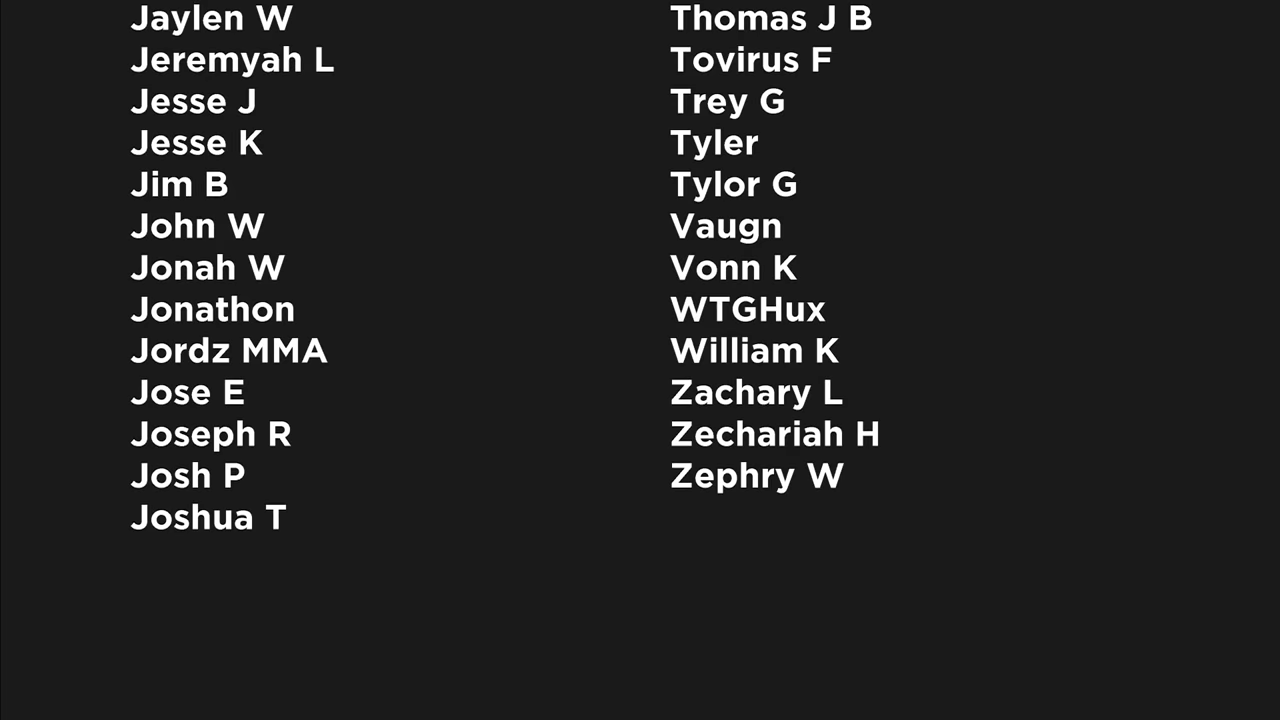 Jaylen W
Jeremyah L
Jesse J
Jesse K
Jim B
John W
Jonah W
Jonathon
Jordz MMA
Jose E
Joseph R
Josh P
Joshua T
Thomas J B
Tovirus F
Trey G
Tyler
Tylor G
Vaugn
Vonn K
WTGHux
William K
Zachary L
Zechariah H
Zephry W